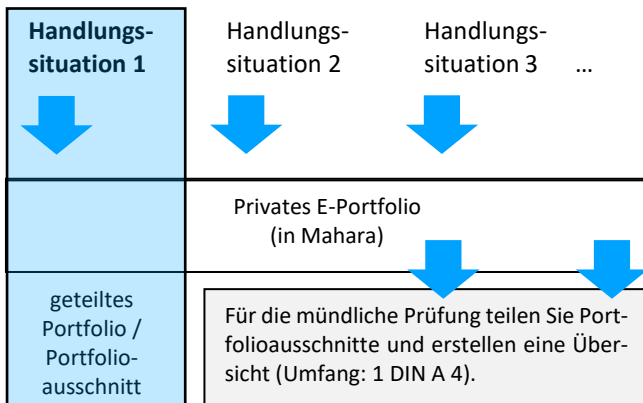 Handlungs-
situation 1
Handlungs-
situation 2
Handlungs-
situation 3 …
Privates E-Portfolio
(in Mahara)
geteiltes
Portfolio /
Portfolio-
ausschnitt
Für die mündliche Prüfung teilen Sie Port-
folioausschnitte und erstellen eine Über-
sicht (Umfang: 1 DIN A 4).